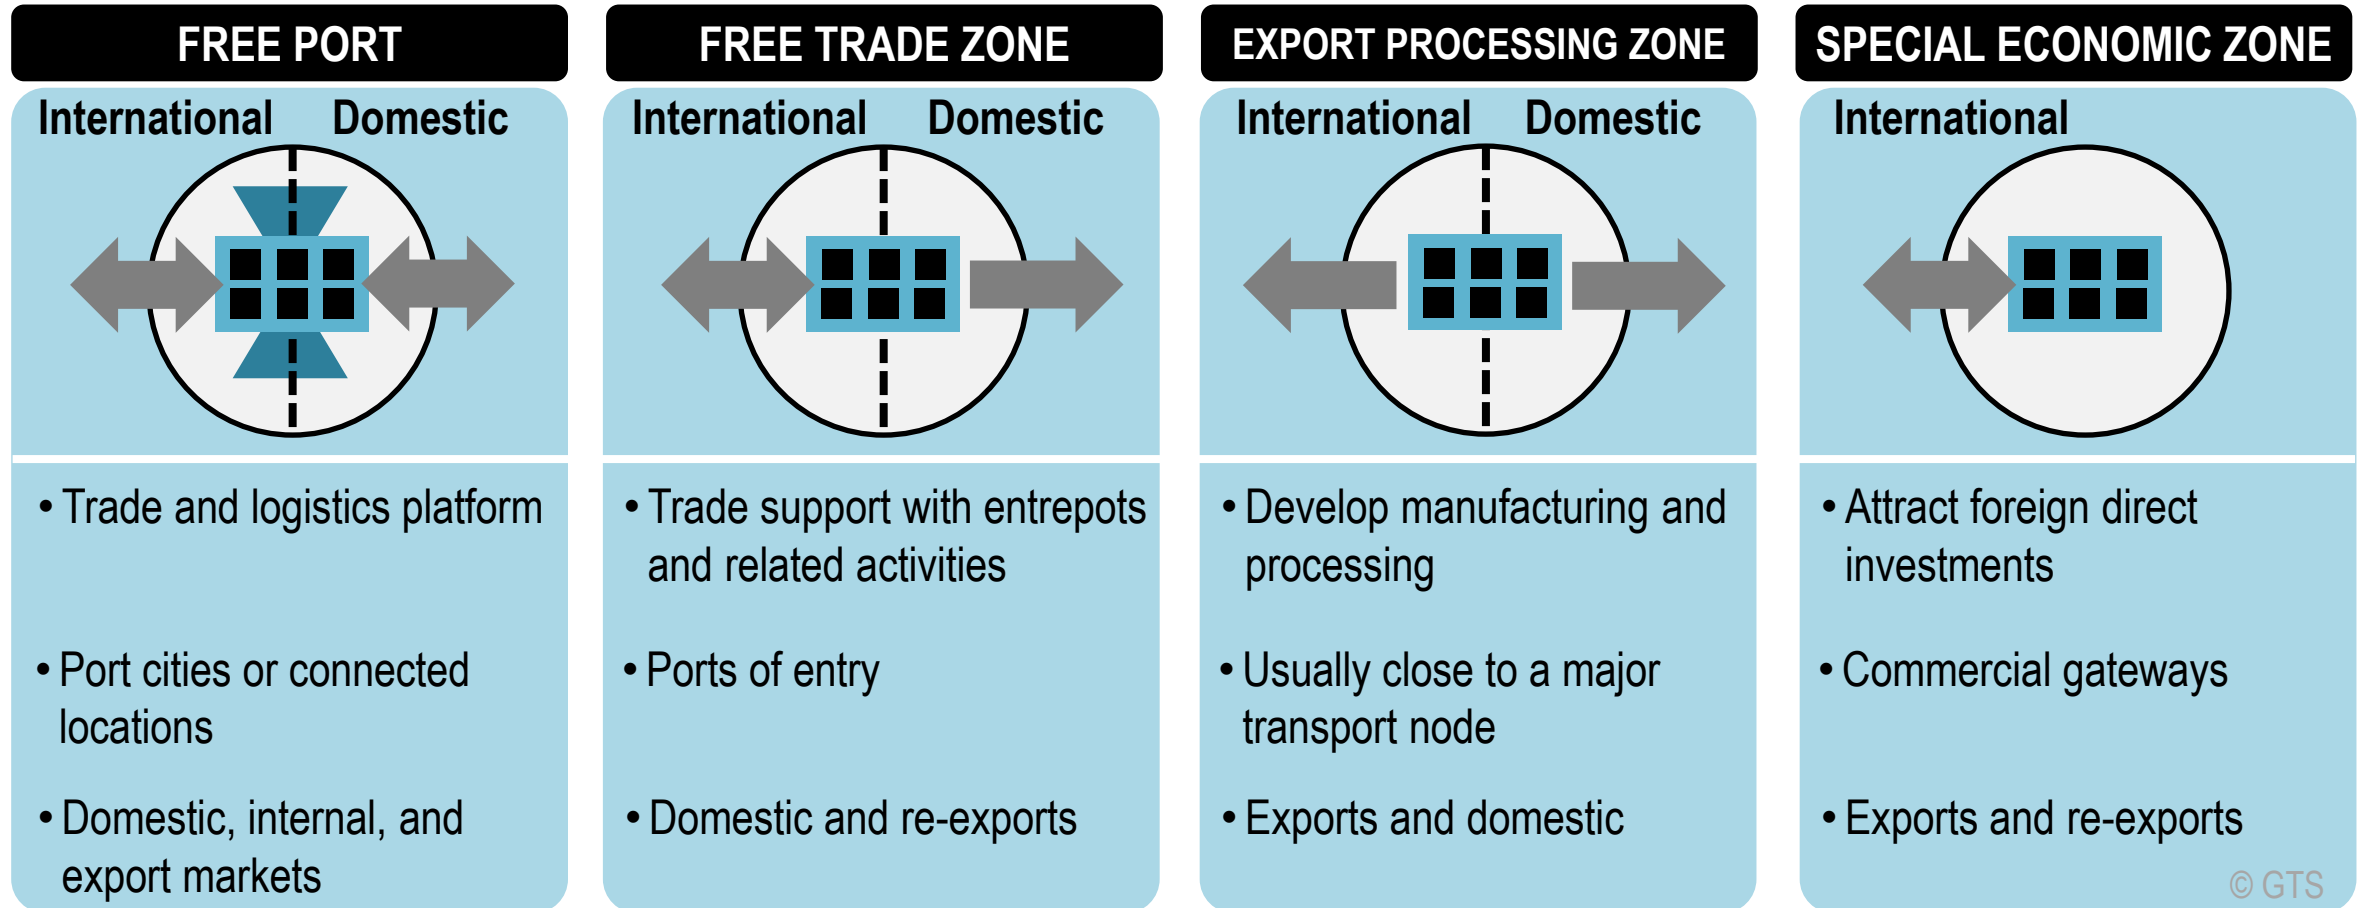 FREE PORT
International Domestic
• Trade and logistics platform
• Port cities or connected
locations
• Domestic, internal, and
export markets
FREE TRADE ZONE
International Domestic
• Trade support with entrepots
and related activities
• Ports of entry
• Domestic and re-exports
EXPORT PROCESSING ZONE
International Domestic
• Develop manufacturing and
processing
• Usually close to a major
transport node
• Exports and domestic
SPECIAL ECONOMIC ZONE
International
• Attract foreign direct
investments
• Commercial gateways
• Exports and re-exports
© GTS